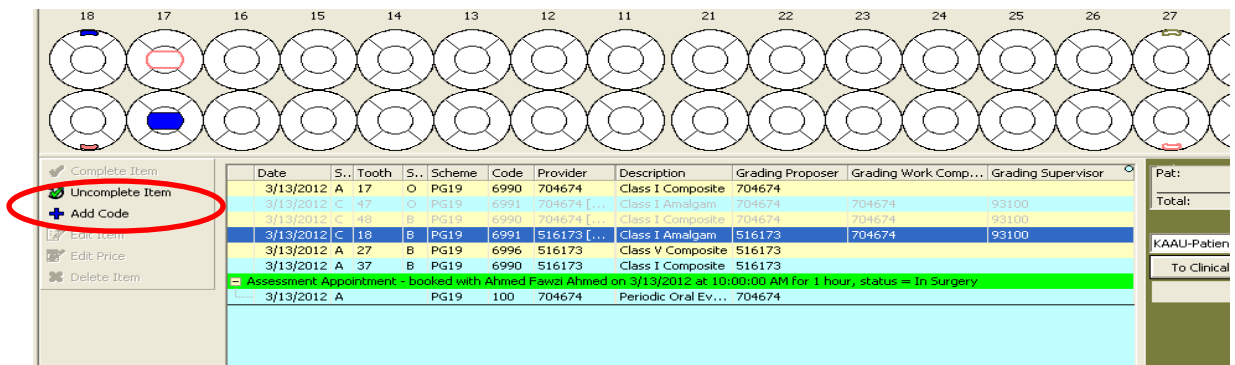 18 17 16 15 14 13 12 11 21 22 23 24 25 26 27
Complete Item
Uncomplete Item
Add Code
Edit Item
Edit Price
Delete Item
Date S.. Tooth S.. Scheme Code Provider Description Grading Proposer Grading Work Comp... Grading Supervisor
3/13/2012 A 17 O PG19 6990 704674 Class I Composite 704674
3/13/2012 C 47 O PG19 6991 704674 [... Class I Amalgam 704674 704674 93100
3/13/2012 C 48 B PG19 6990 704674 [... Class I Composite 704674 704674 93100
3/13/2012 C 18 B PG19 6991 516173 [... Class I Amalgam 516173 704674 93100
3/13/2012 A 27 B PG19 6996 516173 Class V Composite 516173
3/13/2012 A 37 B PG19 6990 516173 Class I Composite 516173
Assessment Appointment - booked with Ahmed Fawzi Ahmed on 3/13/2012 at 10:00:00 AM for 1 hour, status = In Surgery
3/13/2012 A PG19 100 704674 Periodic Oral Ev... 704674
Pat:
Total:
KAAU-Patien
To Clinical